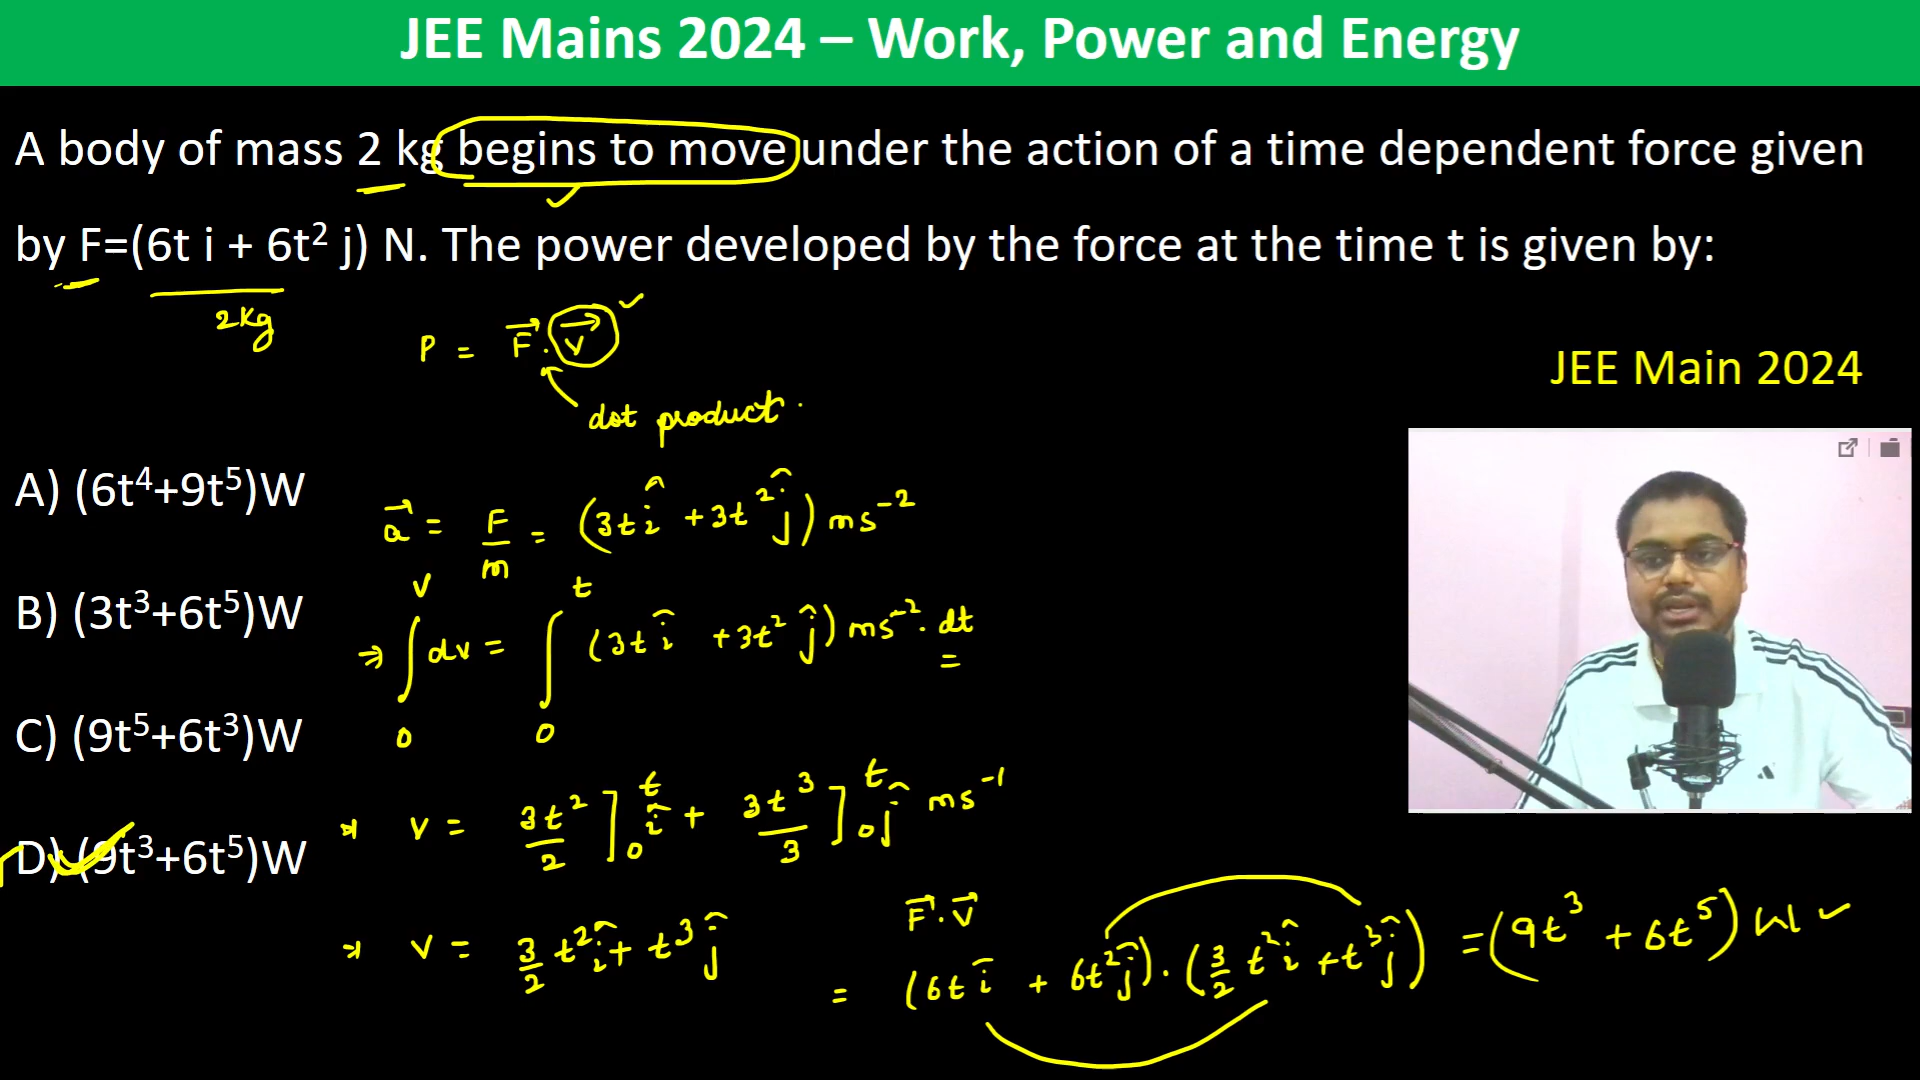 JEE Mains 2024 – Work, Power and Energy
A body of mass 2 kg begins to move under the action of a time dependent force given
by F=(6t i + 6t² j) N. The power developed by the force at the time t is given by:
2kg
P = F⃗ . v⃗
dot product .
JEE Main 2024
A) (6t⁴+9t⁵)W
a⃗ = F/m = (3t î + 3t² ĵ) ms⁻²
B) (3t³+6t⁵)W
⇒ ∫₀ᵛ dv = ∫₀ᵗ (3t î + 3t² ĵ) ms⁻² . dt
C) (9t⁵+6t³)W
⇒ v = 3t²/2 ]₀ᵗ î + 3t³/3 ]₀ᵗ ĵ ms⁻¹
D) (9t³+6t⁵)W
⇒ v = 3/2 t² î + t³ ĵ
F⃗ . v⃗
= (6t î + 6t² ĵ) . (3/2 t² î + t³ ĵ) = (9t³ + 6t⁵) W